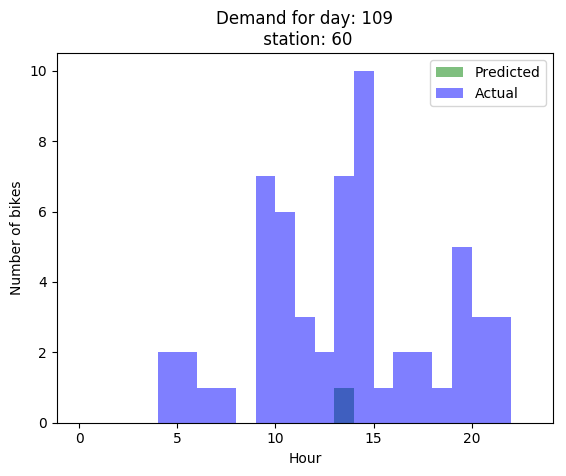 Demand for day: 109
station: 60
Predicted
Actual
Number of bikes
10
8
6
4
2
0
0 5 10 15 20
Hour